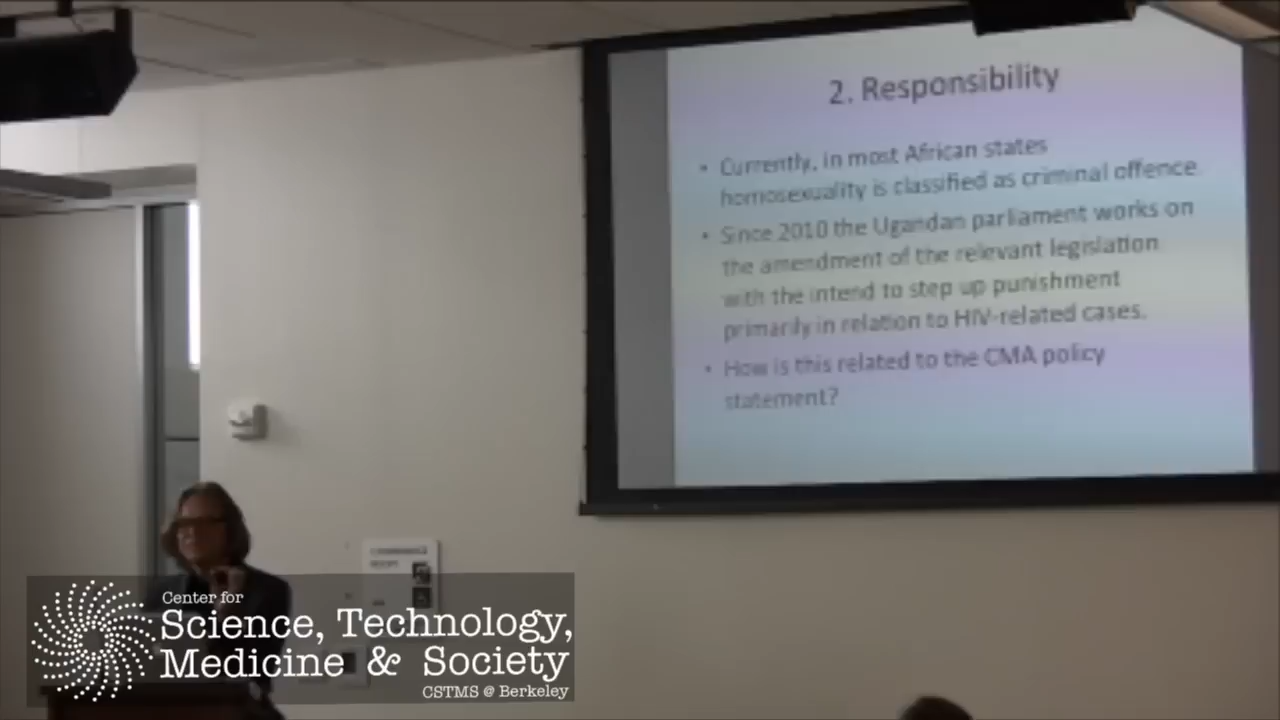 2. Responsibility
• Currently, in most African states
homosexuality is classified as criminal offence.
• Since 2010 the Ugandan parliament works on
the amendment of the relevant legislation
with the intend to step up punishment
primarily in relation to HIV-related cases.
• How is this related to the CMA policy
statement?
Center for
Science, Technology,
Medicine & Society
CSTMS @ Berkeley